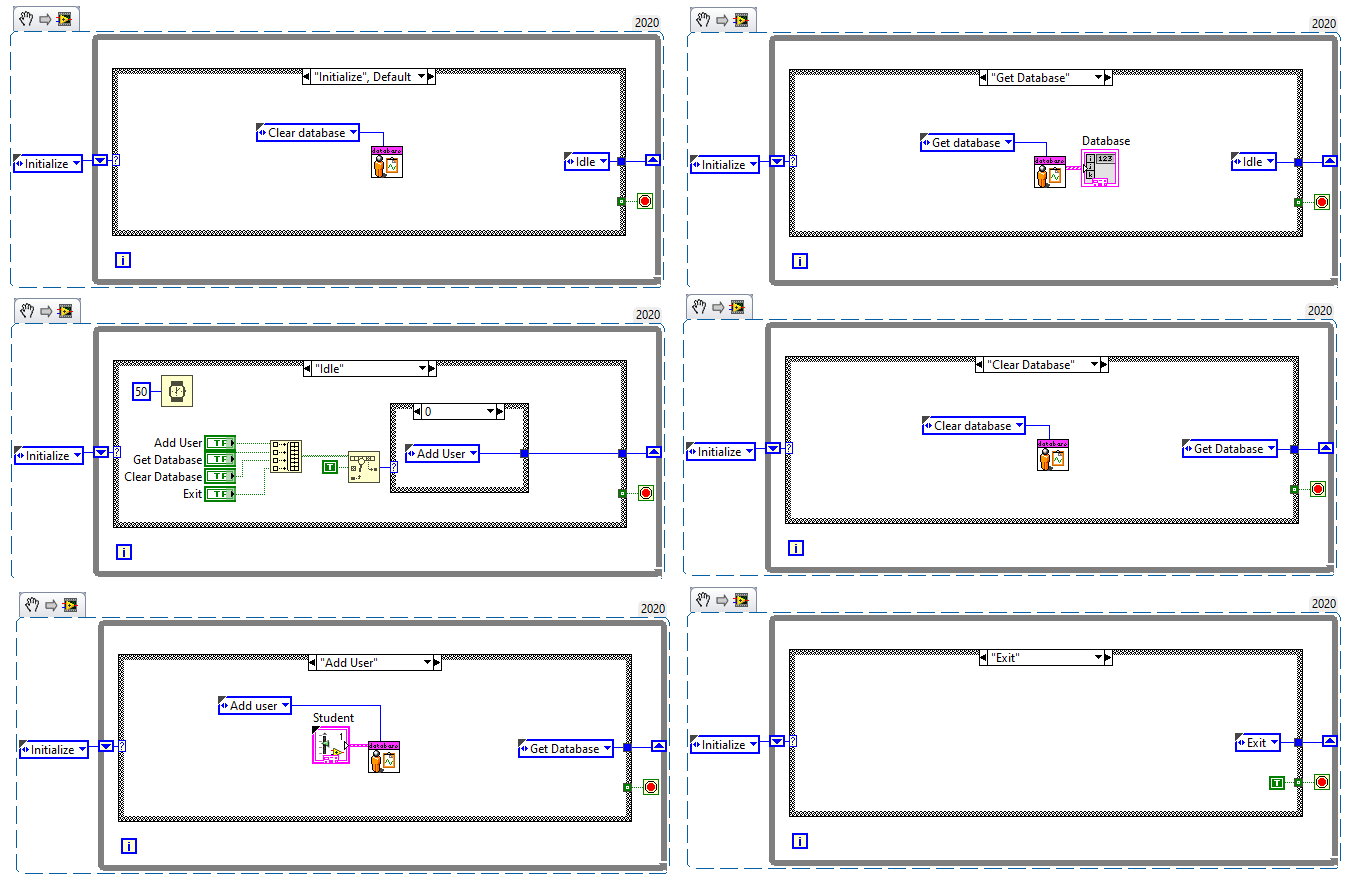 2020
"Initialize", Default
Clear database
database
Initialize
?
Idle
i
2020
"Get Database"
Get database
Database
database
i
123
j
k
Initialize
?
Idle
i
2020
"Idle"
50
0
Add User
TF
Get Database
TF
Clear Database
TF
Exit
TF
T
Initialize
?
?
Add User
i
2020
"Clear Database"
Clear database
database
Initialize
?
Get Database
i
2020
"Add User"
Add user
Student
1
database
Initialize
?
Get Database
i
2020
"Exit"
Initialize
?
Exit
T
i